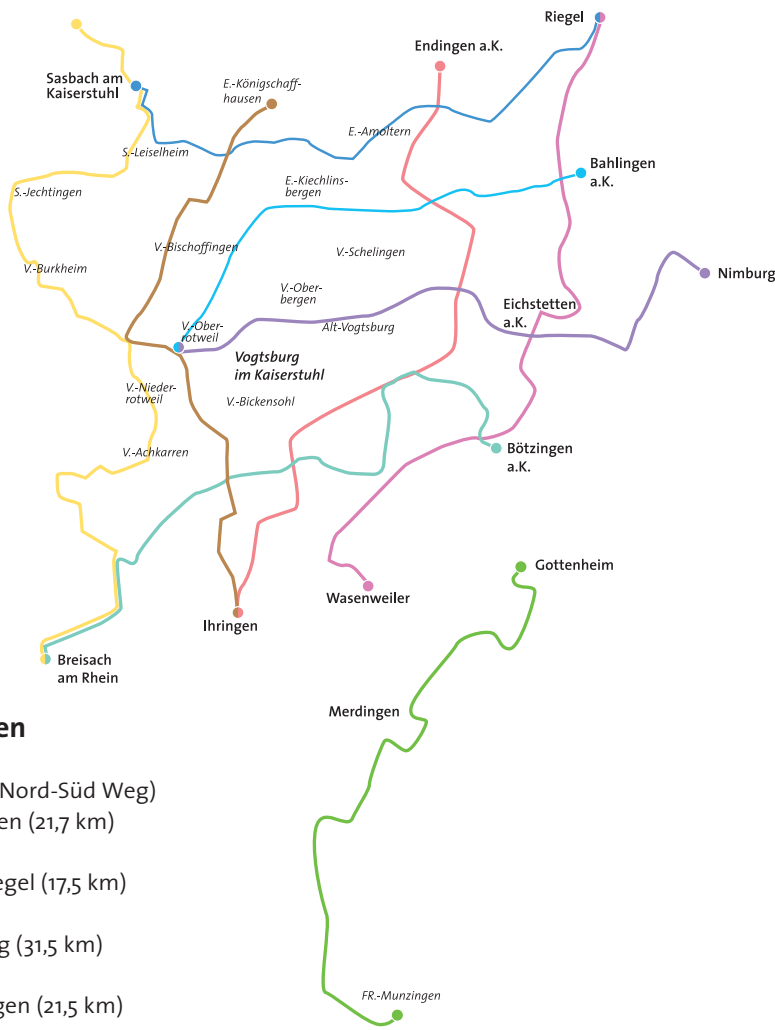 Riegel
Endingen a.K.
Sasbach am
Kaiserstuhl
E.-Königschaff-
hausen
E.-Amoltern
S.-Leiselheim
Bahlingen
a.K.
E.-Kiechlins-
bergen
S.-Jechtingen
V.-Bischoffingen
V.-Schelingen
V.-Burkheim
Nimburg
V.-Ober-
bergen
Eichstetten
a.K.
V.-Ober-
rotweil
Alt-Vogtsburg
Vogtsburg
im Kaiserstuhl
V.-Nieder-
rotweil
V.-Bickensohl
V.-Achkarren
Bötzingen
a.K.
Gottenheim
Wasenweiler
Ihringen
Breisach
am Rhein
Merdingen
en
Nord-Süd Weg)
en (21,7 km)
egel (17,5 km)
g (31,5 km)
gen (21,5 km)
FR.-Munzingen